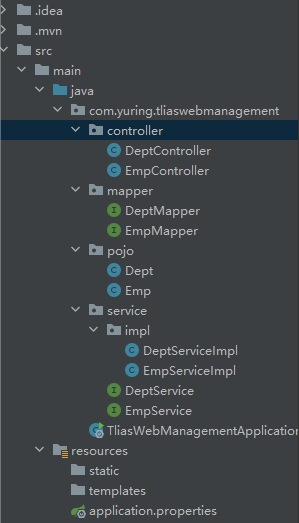 .idea
.mvn
src
main
java
com.yuring.tliaswebmanagement
controller
DeptController
EmpController
mapper
DeptMapper
EmpMapper
pojo
Dept
Emp
service
impl
DeptServiceImpl
EmpServiceImpl
DeptService
EmpService
TliasWebManagementApplication
resources
static
templates
application.properties